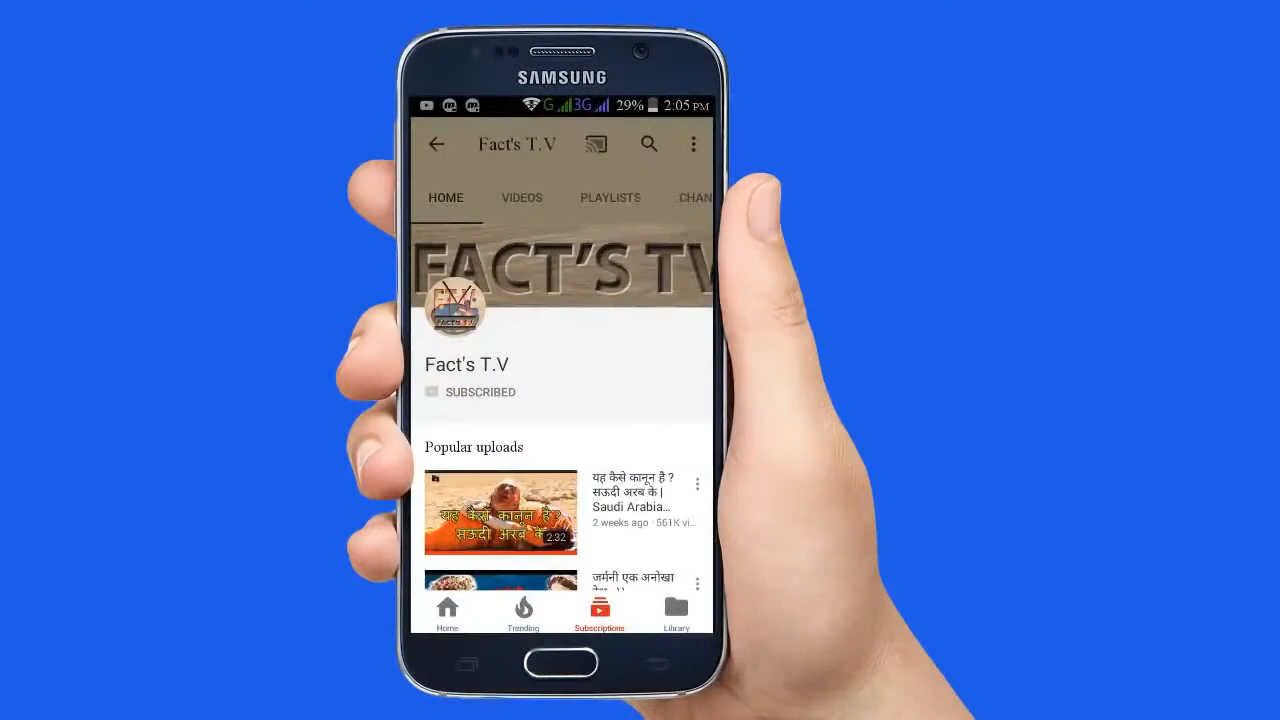 SAMSUNG
G 3G 29% 2:05 PM
Fact's T.V
HOME VIDEOS PLAYLISTS CHAN
FACT'S TV
FACT'S T.V
Fact's T.V
SUBSCRIBED
Popular uploads
यह कैसे कानून है ?
सऊदी अरब के |
Saudi Arabia...
2 weeks ago · 561K vi...
यह कैसे कानून है ?
सऊदी अरब के
2:32
जर्मनी एक अनोखा
Home Trending Subscriptions Library